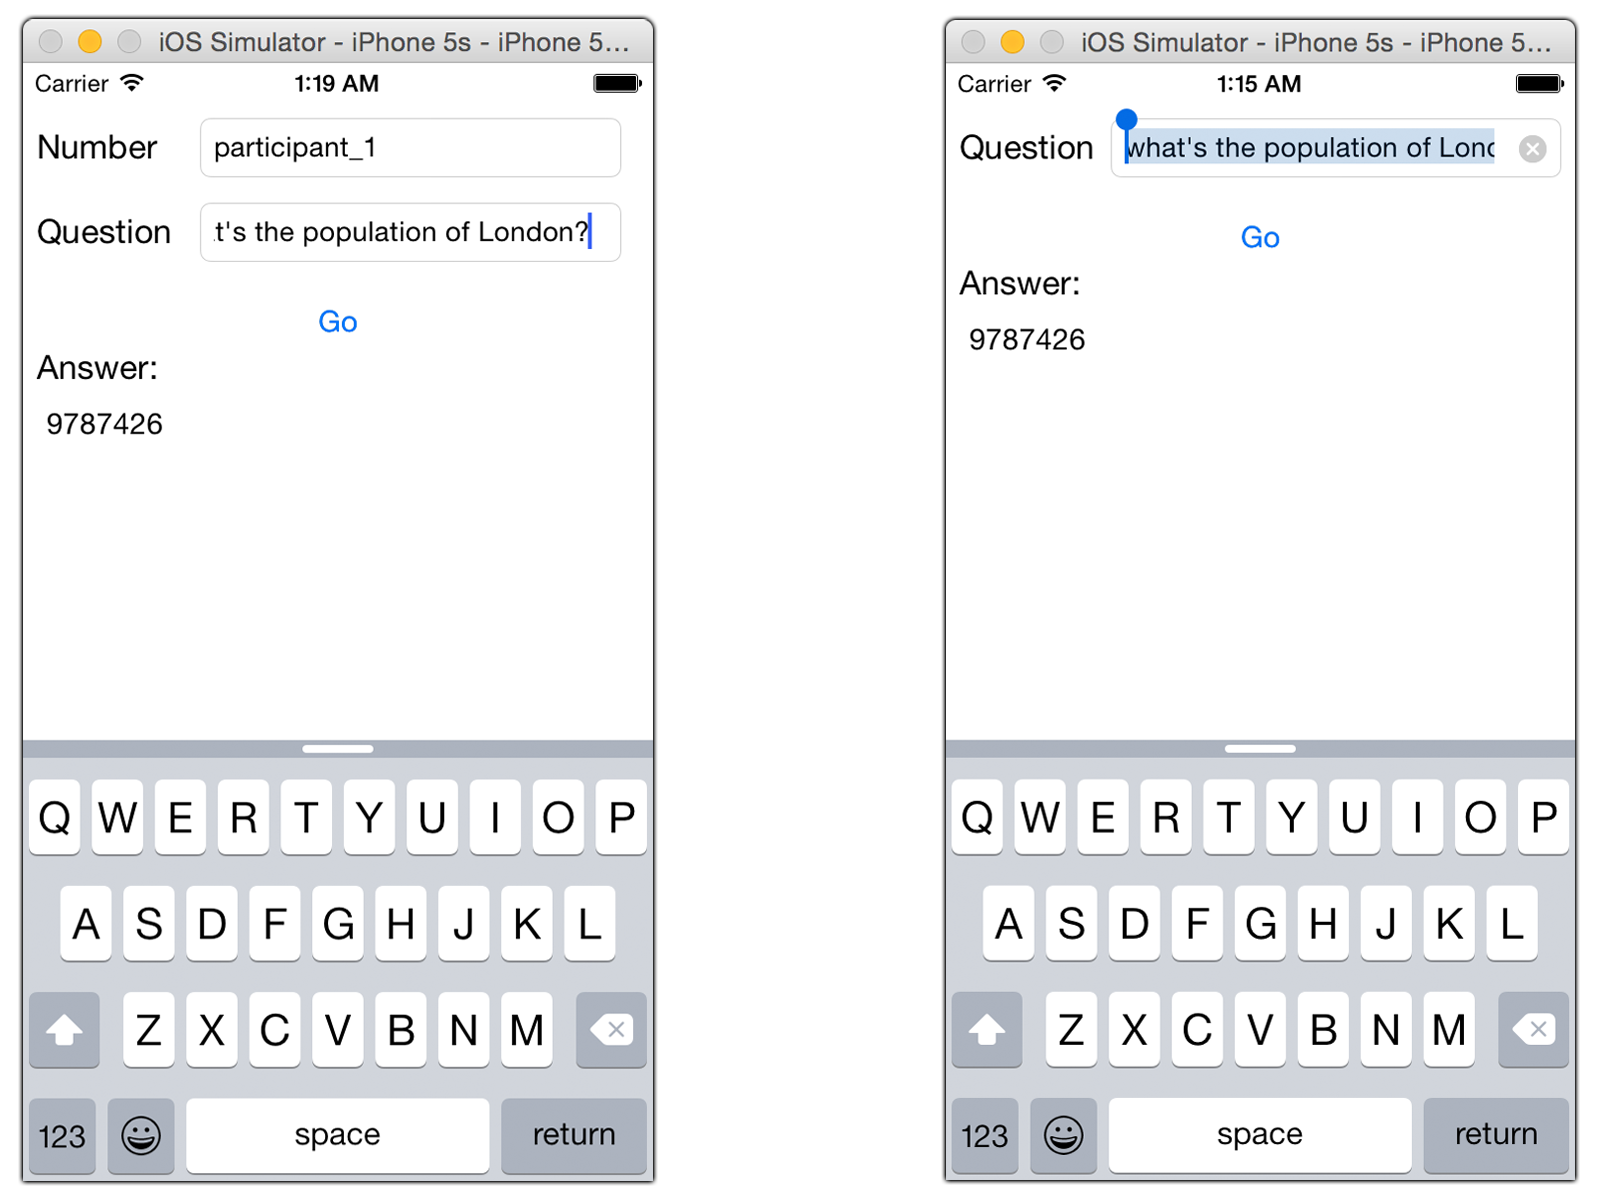 iOS Simulator - iPhone 5s - iPhone 5...
Carrier 1:19 AM
Number participant_1
Question t's the population of London?
Go
Answer:
9787426
Q W E R T Y U I O P
A S D F G H J K L
Z X C V B N M
123 space return
iOS Simulator - iPhone 5s - iPhone 5...
Carrier 1:15 AM
Question what's the population of Lond
Go
Answer:
9787426
Q W E R T Y U I O P
A S D F G H J K L
Z X C V B N M
123 space return